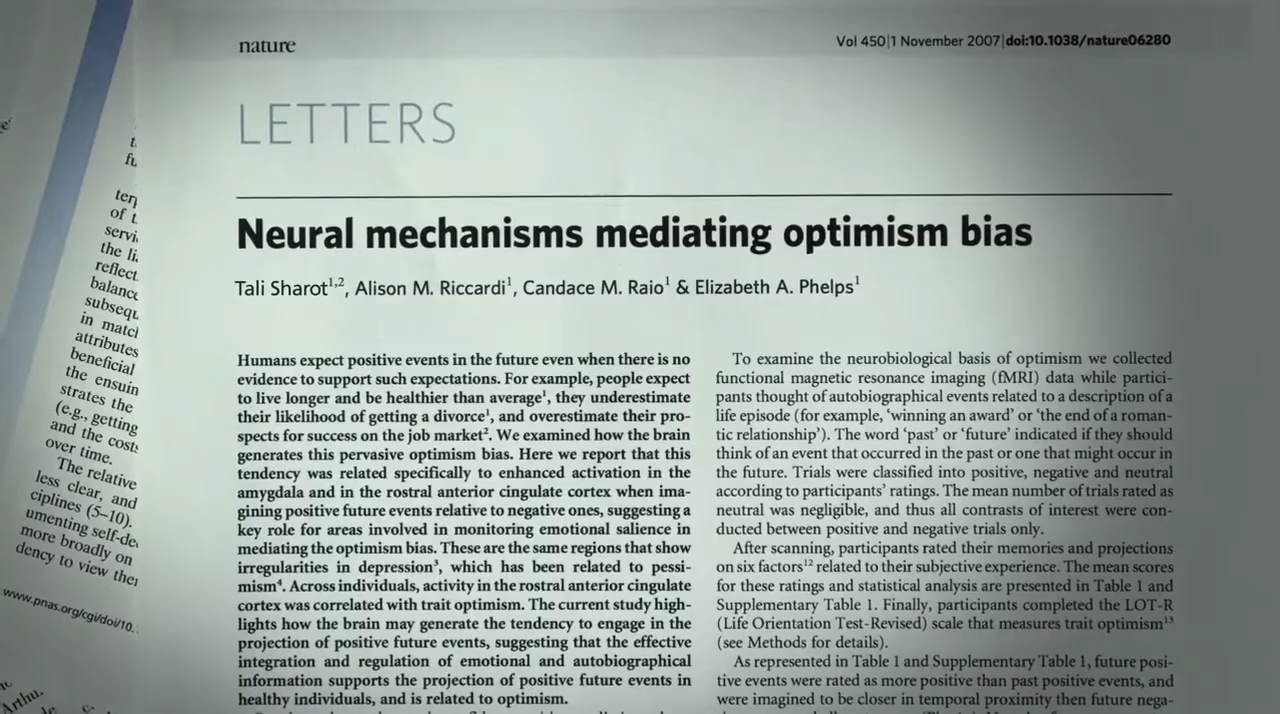 nature
Vol 450|1 November 2007|doi:10.1038/nature06280
LETTERS
Neural mechanisms mediating optimism bias
Tali Sharot1,2, Alison M. Riccardi1, Candace M. Raio1 & Elizabeth A. Phelps1
Humans expect positive events in the future even when there is no
evidence to support such expectations. For example, people expect
to live longer and be healthier than average1, they underestimate
their likelihood of getting a divorce1, and overestimate their pro-
spects for success on the job market2. We examined how the brain
generates this pervasive optimism bias. Here we report that this
tendency was related specifically to enhanced activation in the
amygdala and in the rostral anterior cingulate cortex when ima-
gining positive future events relative to negative ones, suggesting a
key role for areas involved in monitoring emotional salience in
mediating the optimism bias. These are the same regions that show
irregularities in depression3, which has been related to pessi-
mism4. Across individuals, activity in the rostral anterior cingulate
cortex was correlated with trait optimism. The current study high-
lights how the brain may generate the tendency to engage in the
projection of positive future events, suggesting that the effective
integration and regulation of emotional and autobiographical
information supports the projection of positive future events in
healthy individuals, and is related to optimism.
To examine the neurobiological basis of optimism we collected
functional magnetic resonance imaging (fMRI) data while partici-
pants thought of autobiographical events related to a description of a
life episode (for example, ‘winning an award’ or ‘the end of a roman-
tic relationship’). The word ‘past’ or ‘future’ indicated if they should
think of an event that occurred in the past or one that might occur in
the future. Trials were classified into positive, negative and neutral
according to participants’ ratings. The mean number of trials rated as
neutral was negligible, and thus all contrasts of interest were con-
ducted between positive and negative trials only.
After scanning, participants rated their memories and projections
on six factors12 related to their subjective experience. The mean scores
for these ratings and statistical analysis are presented in Table 1 and
Supplementary Table 1. Finally, participants completed the LOT-R
(Life Orientation Test-Revised) scale that measures trait optimism13
(see Methods for details).
As represented in Table 1 and Supplementary Table 1, future posi-
tive events were rated as more positive than past positive events, and
were imagined to be closer in temporal proximity then future nega-
of t
the li
reflect
balance
in
attributes
beneficial
the ensuin
strates the
(e.g., getting
and the costs
over time.
The relative
less clear, and
ciplines (5–10).
umenting self-de
more broadly on
dency to view the
www.pnas.org/cgi/doi/10.
Arthu.